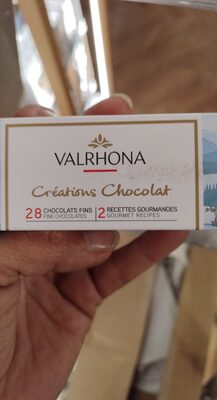 VALRHONA
Créations Chocolat
28 CHOCOLATS FINS
FINE CHOCOLATES
2 RECETTES GOURMANDES
GOURMET RECIPES